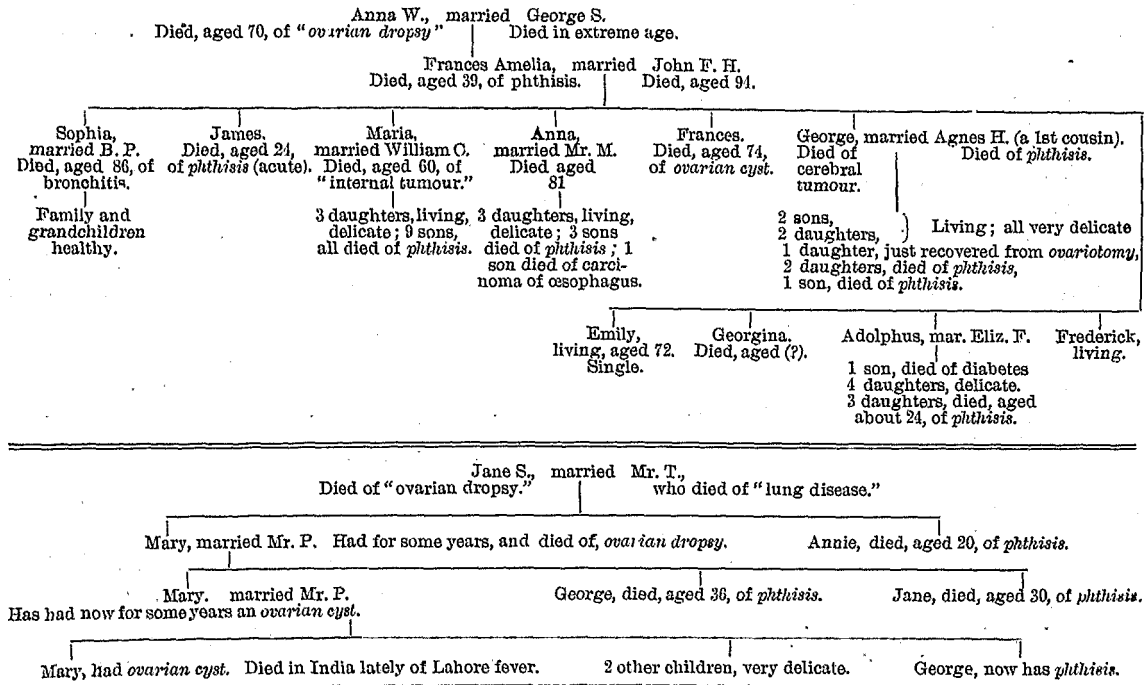 Anna W., married George S.
Died, aged 70, of "ovarian dropsy" Died in extreme age.
Frances Amelia, married John F. H.
Died, aged 39, of phthisis. Died, aged 94.
Sophia,
married B. P.
Died, aged 86, of
bronchitis.
Family and
grandchildren
healthy.
James.
Died, aged 24,
of phthisis (acute).
Maria,
married William C.
Died, aged 60, of
"internal tumour."
3 daughters, living,
delicate; 9 sons,
all died of phthisis.
Anna,
married Mr. M.
Died aged
81
3 daughters, living,
delicate; 3 sons
died of phthisis; 1
son died of carci-
noma of œsophagus.
Frances.
Died, aged 74,
of ovarian cyst.
George, married Agnes H. (a 1st cousin).
Died of Died of phthisis.
cerebral
tumour.
2 sons,
2 daughters, } Living; all very delicate
1 daughter, just recovered from ovariotomy,
2 daughters, died of phthisis,
1 son, died of phthisis.
Emily,
living, aged 72.
Single.
Georgina.
Died, aged (?).
Adolphus, mar. Eliz. F.
1 son, died of diabetes
4 daughters, delicate.
3 daughters, died, aged
about 24, of phthisis.
Frederick,
living.
Jane S., married Mr. T.,
Died of "ovarian dropsy." who died of "lung disease."
Mary, married Mr. P. Had for some years, and died of, ovarian dropsy.
Annie, died, aged 20, of phthisis.
Mary. married Mr. P.
Has had now for some years an ovarian cyst.
George, died, aged 36, of phthisis.
Jane, died, aged 30, of phthisis.
Mary, had ovarian cyst. Died in India lately of Lahore fever.
2 other children, very delicate.
George, now has phthisis.